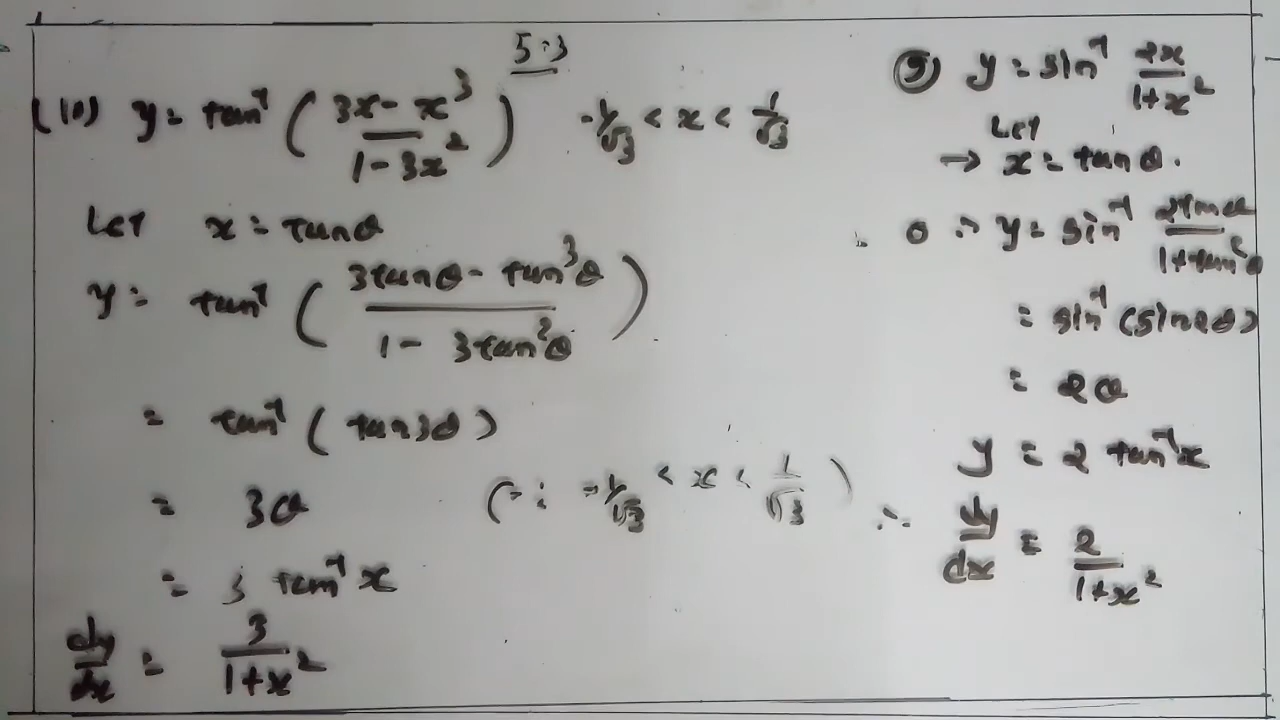 5.3
(10) y = tan⁻¹ ( (3x - x³) / (1 - 3x²) ) -1/√3 < x < 1/√3
Let x = tanθ
y = tan⁻¹ ( (3tanθ - tan³θ) / (1 - 3tan²θ) )
= tan⁻¹ ( tan3θ )
= 3θ (∵ -1/√3 < x < 1/√3 )
= 3 tan⁻¹ x
dy/dx = 3 / (1+x²)
⑨ y = sin⁻¹ 2x / (1+x²)
Let
→ x = tanθ.
θ ∴ y = sin⁻¹ 2tanθ / (1+tan²θ)
= sin⁻¹ (sin2θ)
= 2θ
y = 2 tan⁻¹x
∴ dy/dx = 2 / (1+x²)